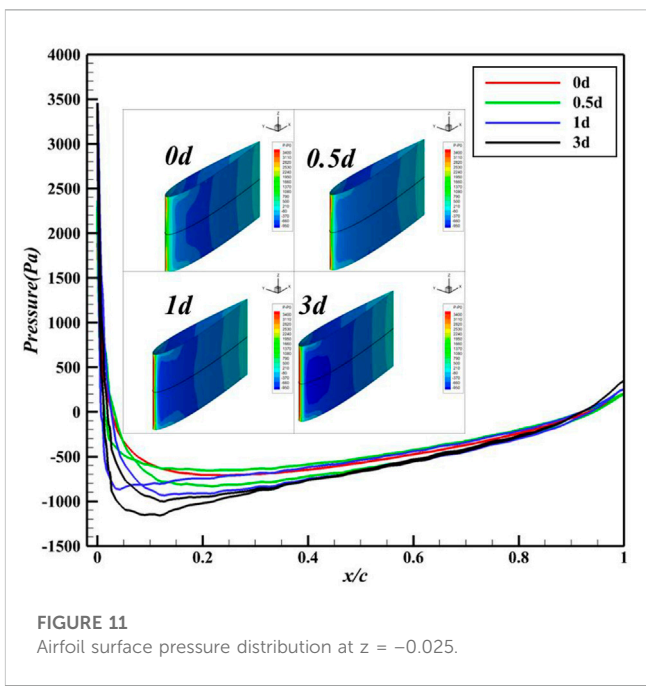 4000
3500
3000
2500
2000
1500
1000
500
0
-500
-1000
-1500
Pressure(Pa)
0
0.2
0.4
0.6
0.8
1
x/c
0d
0.5d
1d
3d
0d
0.5d
1d
3d
FIGURE 11
Airfoil surface pressure distribution at z = −0.025.